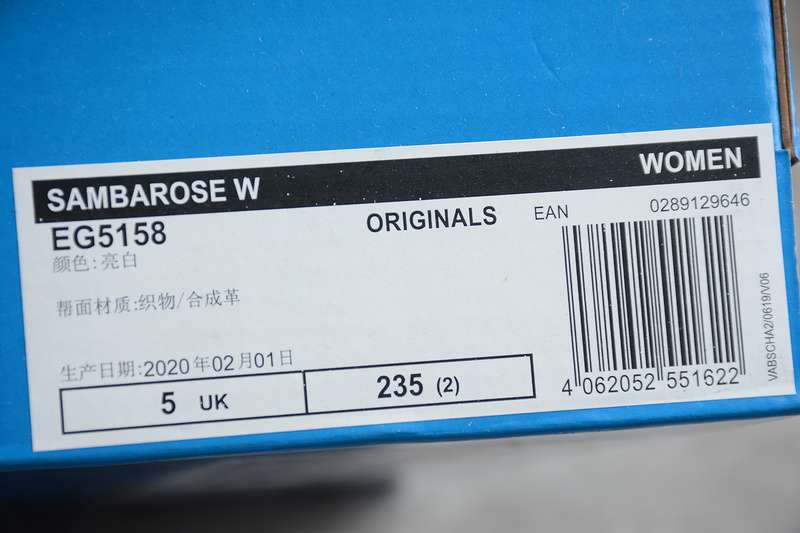 SAMBAROSE W
WOMEN
EG5158
ORIGINALS
EAN
0289129646
颜色:亮白
帮面材质:织物/合成革
生产日期:2020年02月01日
5 UK
235 (2)
4 062052 551622
VABSCHA2/0619/V06